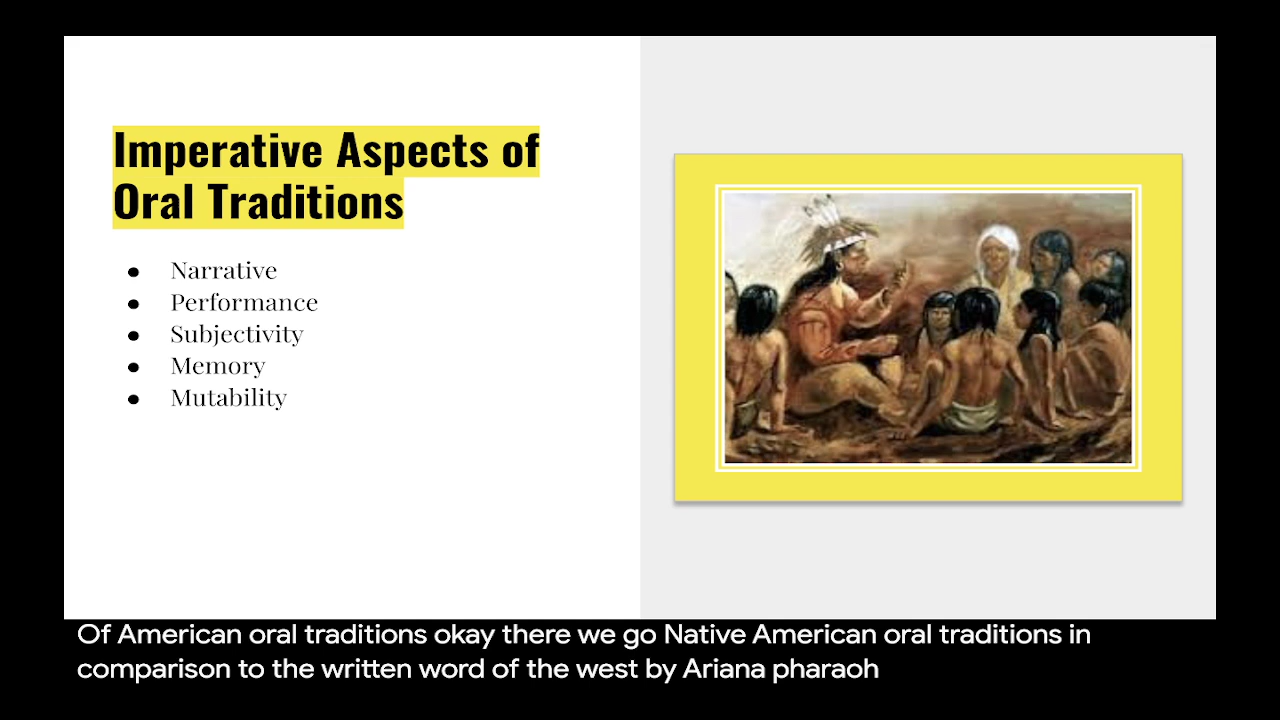 Imperative Aspects of
Oral Traditions
● Narrative
● Performance
● Subjectivity
● Memory
● Mutability
Of American oral traditions okay there we go Native American oral traditions in
comparison to the written word of the west by Ariana pharaoh